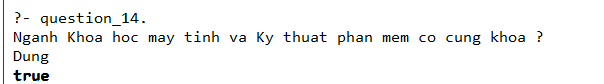 ?- question_14.
Nganh Khoa hoc may tinh va Ky thuat phan mem co cung khoa ?
Dung
true